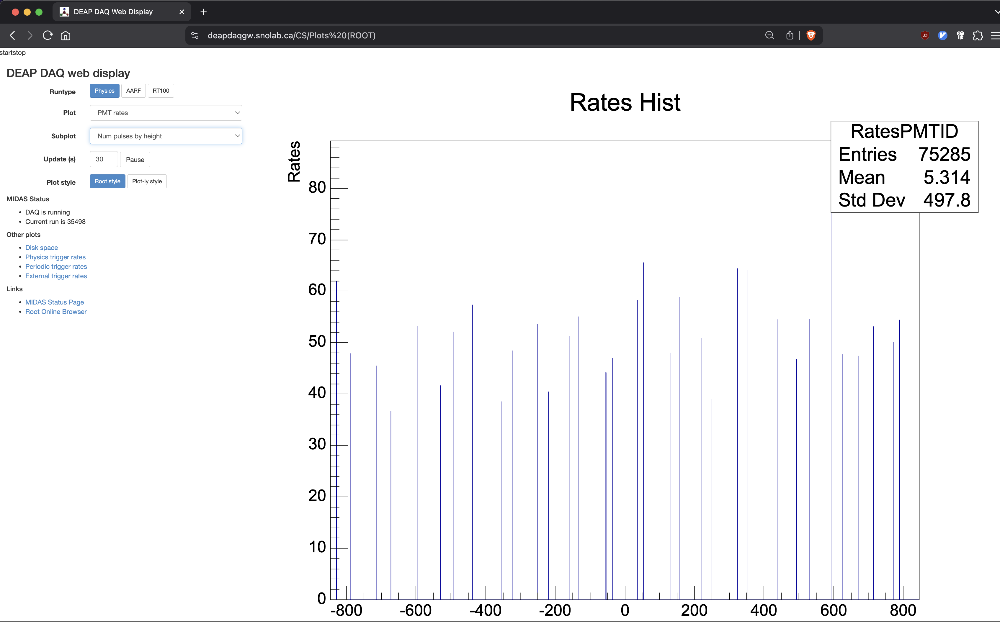 DEAP DAQ Web Display
deapdaqgw.snolab.ca/CS/Plots%20(ROOT)
startstop
DEAP DAQ web display
Runtype Physics AARF RT100
Plot PMT rates
Subplot Num pulses by height
Update (s) 30 Pause
Plot style Root style Plot-ly style
MIDAS Status
DAQ is running
Current run is 35498
Other plots
Disk space
Physics trigger rates
Periodic trigger rates
External trigger rates
Links
MIDAS Status Page
Root Online Browser
Rates Hist
RatesPMTID
Entries 75285
Mean 5.314
Std Dev 497.8
Rates
80
70
60
50
40
30
20
10
0
-800 -600 -400 -200 0 200 400 600 800